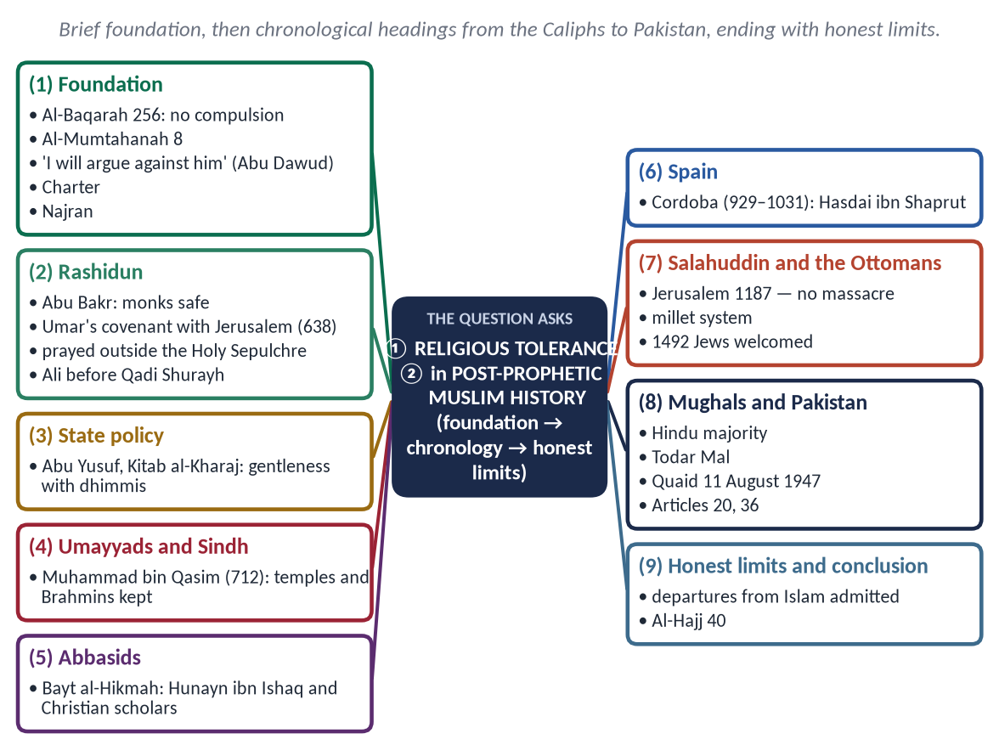 Brief foundation, then chronological headings from the Caliphs to Pakistan, ending with honest limits.
(1) Foundation
• Al-Baqarah 256: no compulsion
• Al-Mumtahanah 8
• 'I will argue against him' (Abu Dawud)
• Charter
• Najran
(2) Rashidun
• Abu Bakr: monks safe
• Umar's covenant with Jerusalem (638)
• prayed outside the Holy Sepulchre
• Ali before Qadi Shurayh
(3) State policy
• Abu Yusuf, Kitab al-Kharaj: gentleness
with dhimmis
(4) Umayyads and Sindh
• Muhammad bin Qasim (712): temples and
Brahmins kept
(5) Abbasids
• Bayt al-Hikmah: Hunayn ibn Ishaq and
Christian scholars
THE QUESTION ASKS
① RELIGIOUS TOLERANCE
② in POST-PROPHETIC
MUSLIM HISTORY
(foundation →
chronology → honest
limits)
(6) Spain
• Cordoba (929–1031): Hasdai ibn Shaprut
(7) Salahuddin and the Ottomans
• Jerusalem 1187 — no massacre
• millet system
• 1492 Jews welcomed
(8) Mughals and Pakistan
• Hindu majority
• Todar Mal
• Quaid 11 August 1947
• Articles 20, 36
(9) Honest limits and conclusion
• departures from Islam admitted
• Al-Hajj 40